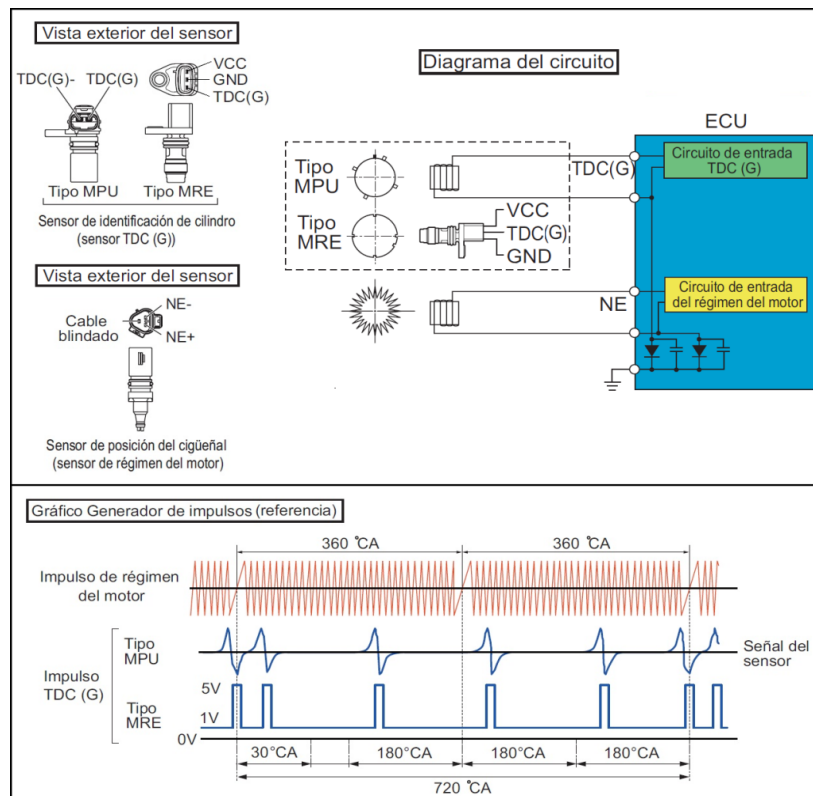 Vista exterior del sensor
TDC(G)- TDC(G)
VCC
GND
TDC(G)
Tipo MPU
Tipo MRE
Sensor de identificación de cilindro
(sensor TDC (G))
Vista exterior del sensor
NE-
Cable
blindado
NE+
Sensor de posición del cigüeñal
(sensor de régimen del motor)
Diagrama del circuito
ECU
Tipo
MPU
TDC(G)
Circuito de entrada
TDC (G)
Tipo
MRE
VCC
TDC(G)
GND
NE
Circuito de entrada
del régimen del motor
Gráfico Generador de impulsos (referencia)
360 °CA
360 °CA
Impulso de régimen
del motor
Tipo
MPU
Señal del
sensor
Impulso
TDC (G)
Tipo
MRE
5V
1V
0V
30°CA
180°CA
180°CA
180°CA
720 °CA